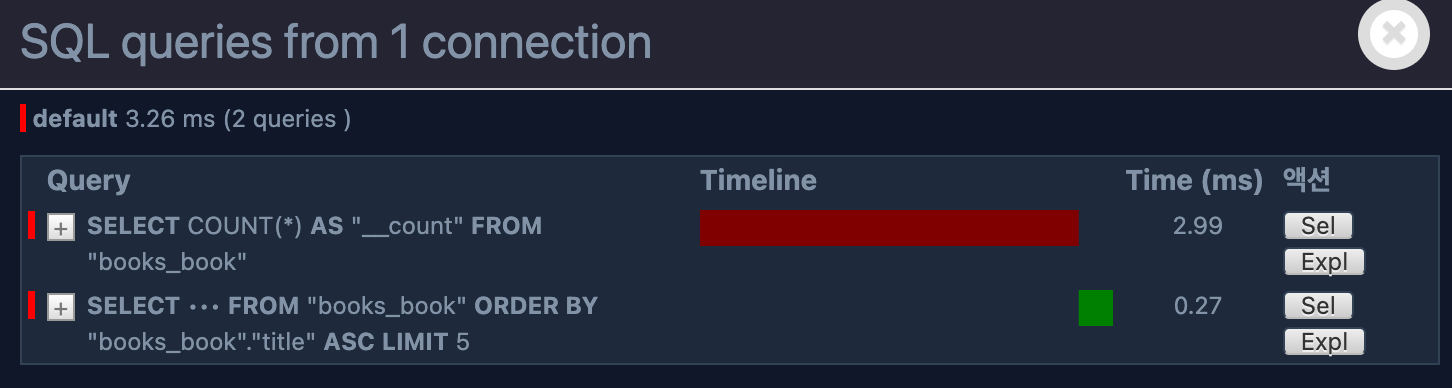 SQL queries from 1 connection
default 3.26 ms (2 queries )
Query Timeline Time (ms) 액션
+ SELECT COUNT(*) AS "__count" FROM 2.99 Sel
"books_book" Expl
+ SELECT ••• FROM "books_book" ORDER BY 0.27 Sel
"books_book"."title" ASC LIMIT 5 Expl